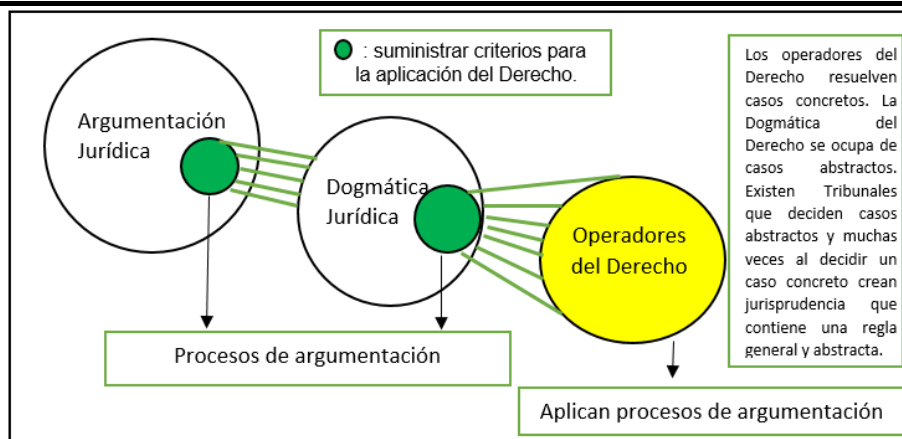 : suministrar criterios para
la aplicación del Derecho.
Argumentación
Jurídica
Dogmática
Jurídica
Operadores
del Derecho
Los operadores del
Derecho resuelven
casos concretos. La
Dogmática del
Derecho se ocupa de
casos abstractos.
Existen Tribunales
que deciden casos
abstractos y muchas
veces al decidir un
caso concreto crean
jurisprudencia que
contiene una regla
general y abstracta.
Procesos de argumentación
Aplican procesos de argumentación